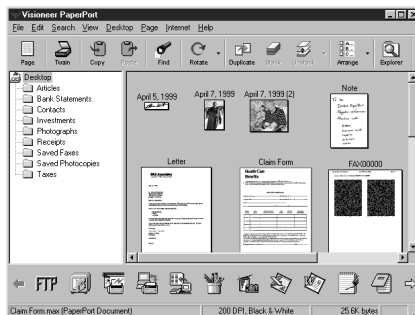 Visioneer PaperPort
File Edit Search View Desktop Page Internet Help
Page Twain Copy Paste Find Rotate Duplicate Stack Unstack Arrange Explorer
Desktop
Articles
Bank Statements
Contacts
Investments
Photographs
Receipts
Saved Faxes
Saved Photocopies
Taxes
April 5, 1999
April 7, 1999
April 7, 1999 (2)
Note
Letter
Claim Form
FAX00000
Health Care
Benefits
FTP
Claim Form.max (PaperPort Document)
200 DPI, Black & White
25.6K bytes